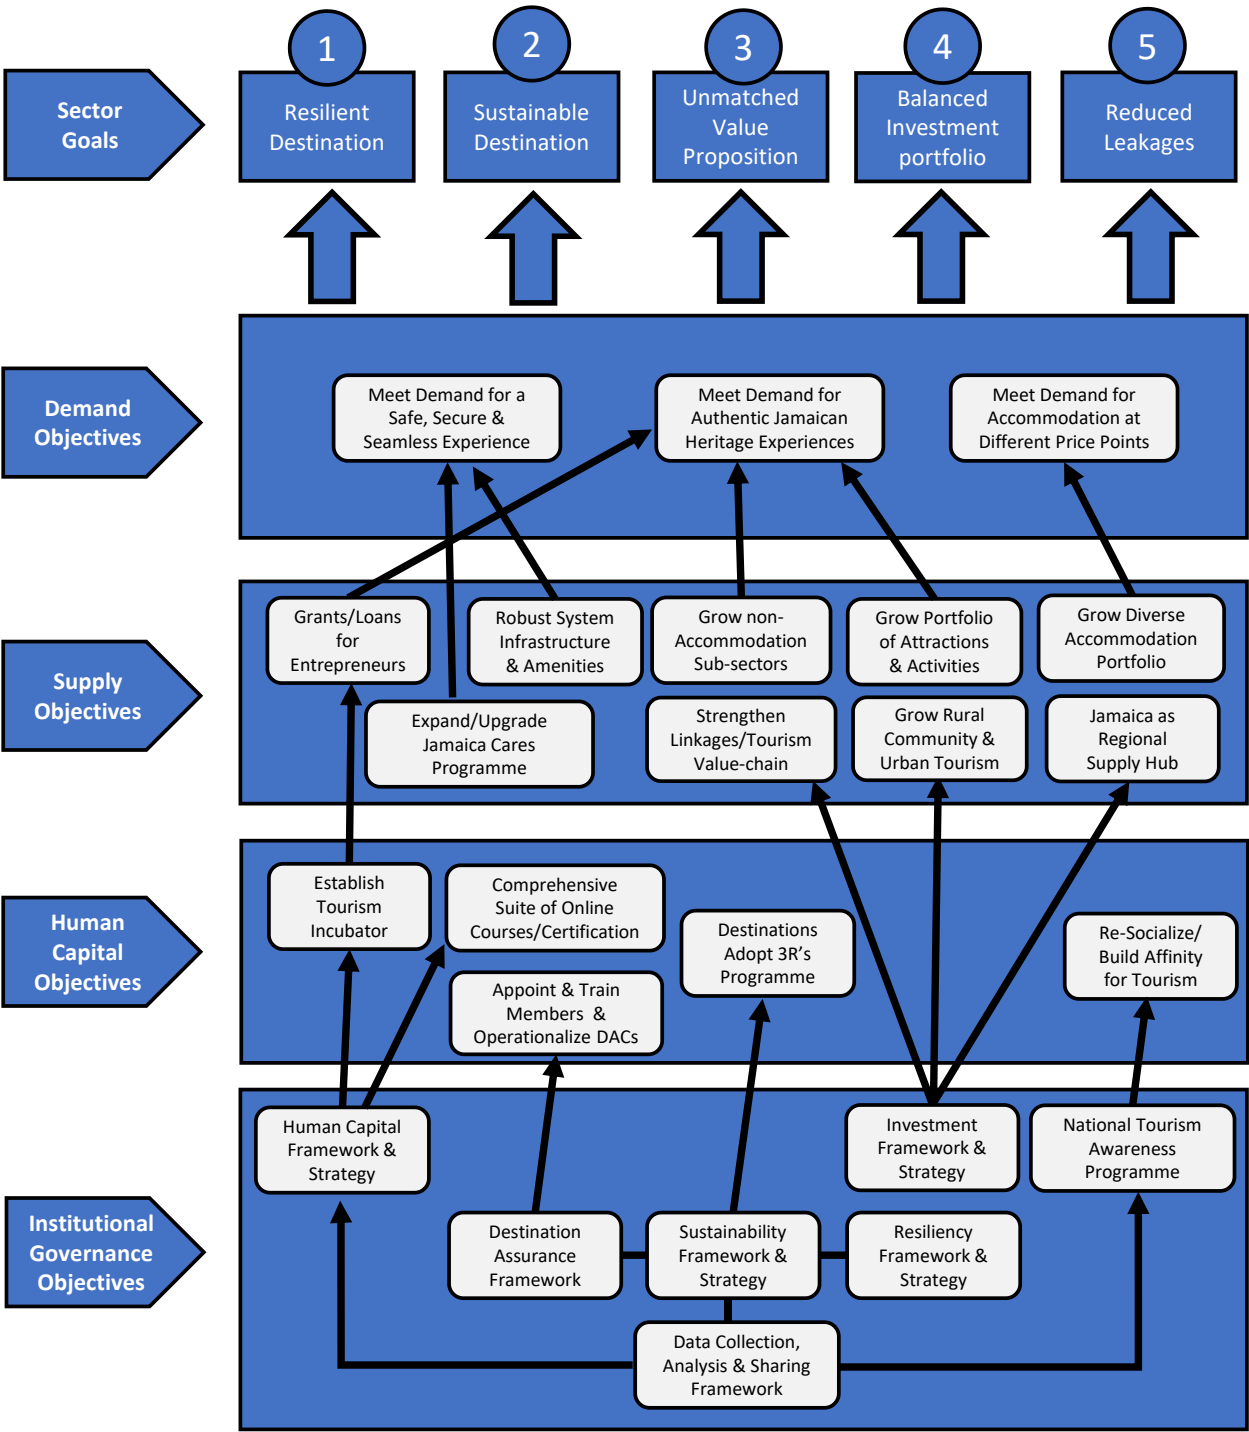 1
2
3
4
5
Sector
Goals
Resilient
Destination
Sustainable
Destination
Unmatched
Value
Proposition
Balanced
Investment
portfolio
Reduced
Leakages
Demand
Objectives
Meet Demand for a
Safe, Secure &
Seamless Experience
Meet Demand for
Authentic Jamaican
Heritage Experiences
Meet Demand for
Accommodation at
Different Price Points
Supply
Objectives
Grants/Loans
for
Entrepreneurs
Robust System
Infrastructure
& Amenities
Grow non-
Accommodation
Sub-sectors
Grow Portfolio
of Attractions
& Activities
Grow Diverse
Accommodation
Portfolio
Expand/Upgrade
Jamaica Cares
Programme
Strengthen
Linkages/Tourism
Value-chain
Grow Rural
Community &
Urban Tourism
Jamaica as
Regional
Supply Hub
Human
Capital
Objectives
Establish
Tourism
Incubator
Comprehensive
Suite of Online
Courses/Certification
Destinations
Adopt 3R's
Programme
Re-Socialize/
Build Affinity
for Tourism
Appoint & Train
Members &
Operationalize DACs
Institutional
Governance
Objectives
Human Capital
Framework &
Strategy
Investment
Framework &
Strategy
National Tourism
Awareness
Programme
Destination
Assurance
Framework
Sustainability
Framework &
Strategy
Resiliency
Framework &
Strategy
Data Collection,
Analysis & Sharing
Framework